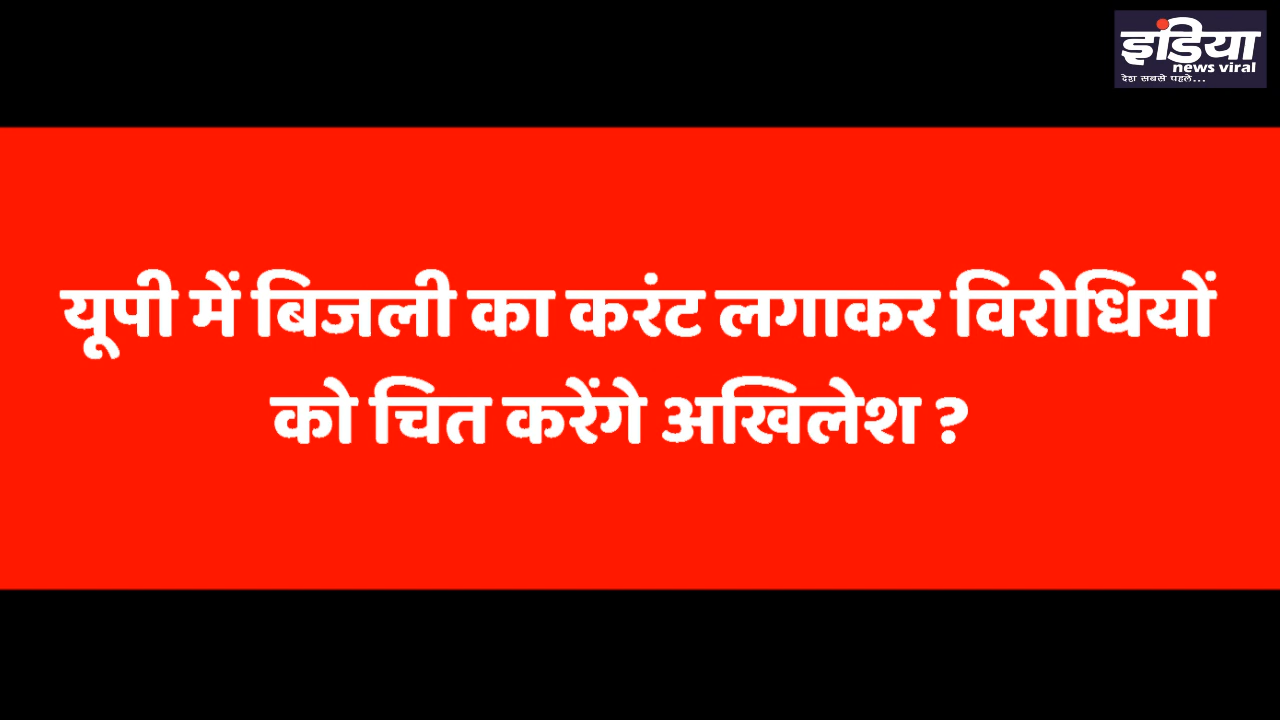 इंडिया
news viral
देश सबसे पहले...
यूपी में बिजली का करंट लगाकर विरोधियों
को चित करेंगे अखिलेश ?